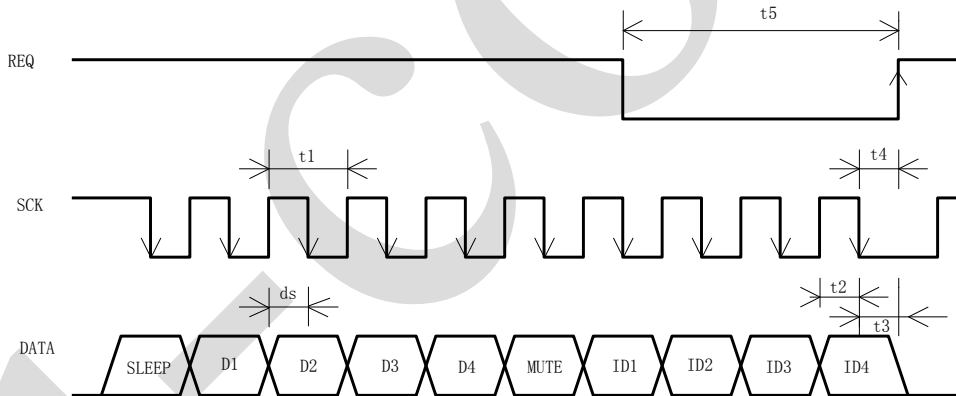 t5
REQ
t1
t4
SCK
ds
t2
t3
DATA
SLEEP D1 D2 D3 D4 MUTE ID1 ID2 ID3 ID4